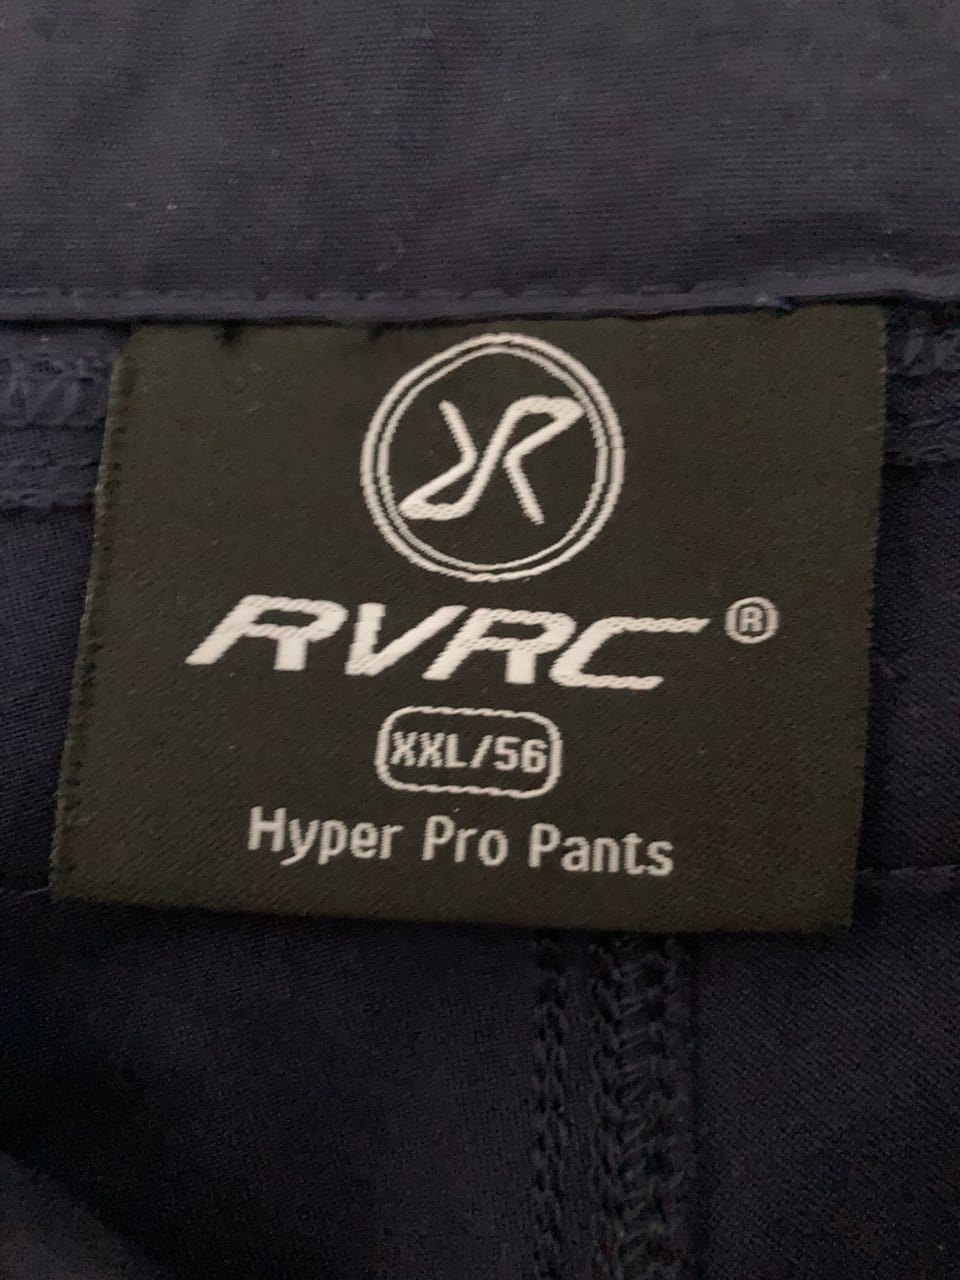 RVRC®
XXL/56
Hyper Pro Pants